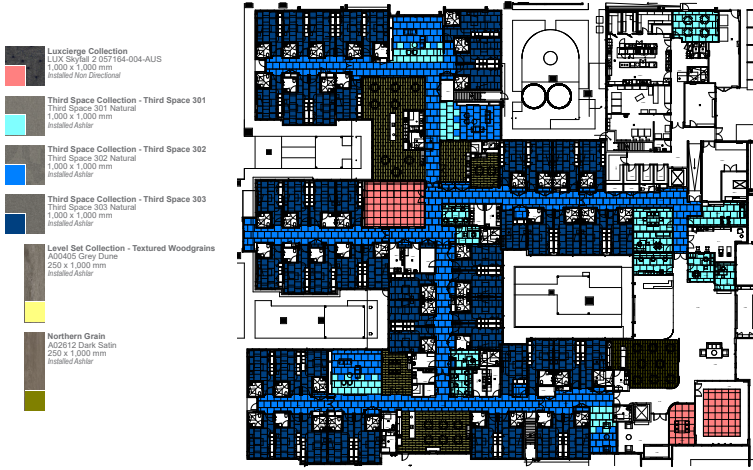 Luxcierge Collection
LUX Skyfall 2 057164-004-AUS
1,000 x 1,000 mm
Installed Non Directional
Third Space Collection - Third Space 301
Third Space 301 Natural
1,000 x 1,000 mm
Installed Ashlar
Third Space Collection - Third Space 302
Third Space 302 Natural
1,000 x 1,000 mm
Installed Ashlar
Third Space Collection - Third Space 303
Third Space 303 Natural
1,000 x 1,000 mm
Installed Ashlar
Level Set Collection - Textured Woodgrains
A00405 Grey Dune
250 x 1,000 mm
Installed Ashlar
Northern Grain
A02612 Dark Satin
250 x 1,000 mm
Installed Ashlar